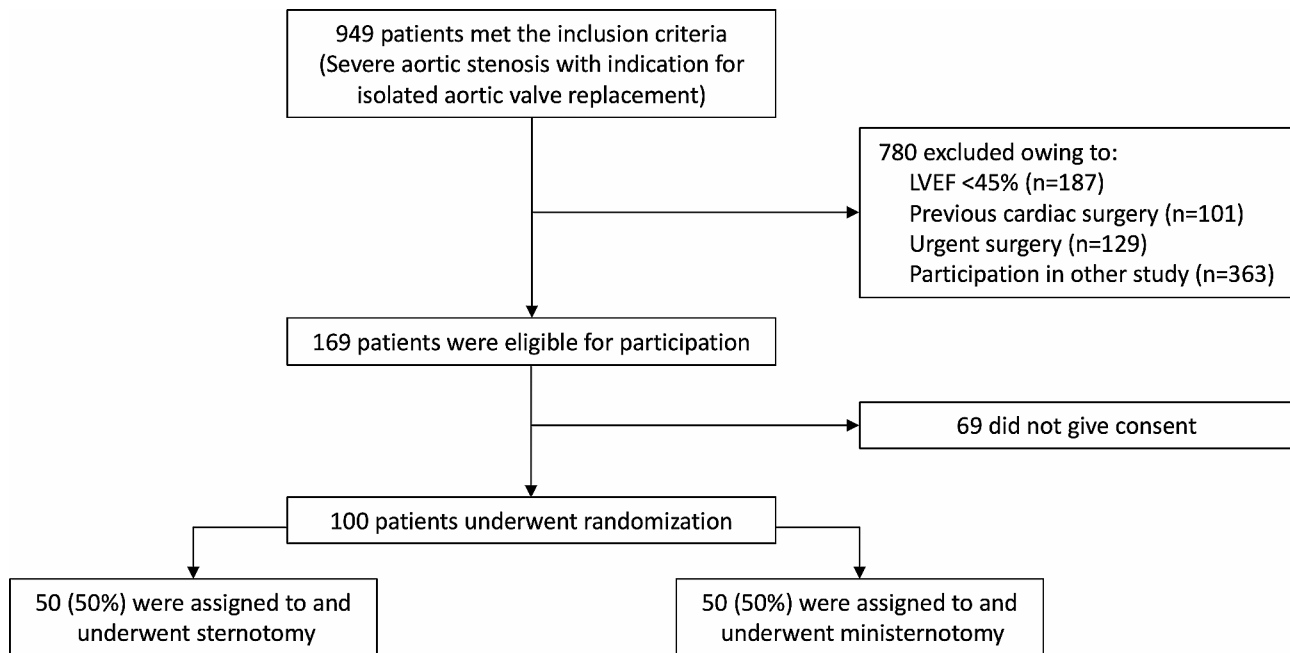 949 patients met the inclusion criteria
(Severe aortic stenosis with indication for
isolated aortic valve replacement)
780 excluded owing to:
LVEF <45% (n=187)
Previous cardiac surgery (n=101)
Urgent surgery (n=129)
Participation in other study (n=363)
169 patients were eligible for participation
69 did not give consent
100 patients underwent randomization
50 (50%) were assigned to and
underwent sternotomy
50 (50%) were assigned to and
underwent ministernotomy